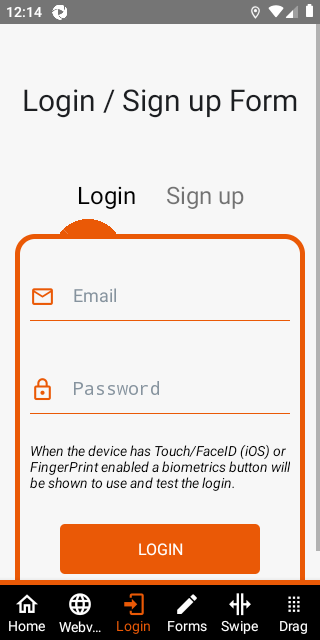 12:14
Login / Sign up Form
Login Sign up
Email
Password
When the device has Touch/FaceID (iOS) or
FingerPrint enabled a biometrics button will
be shown to use and test the login.
LOGIN
Home Webv... Login Forms Swipe Drag